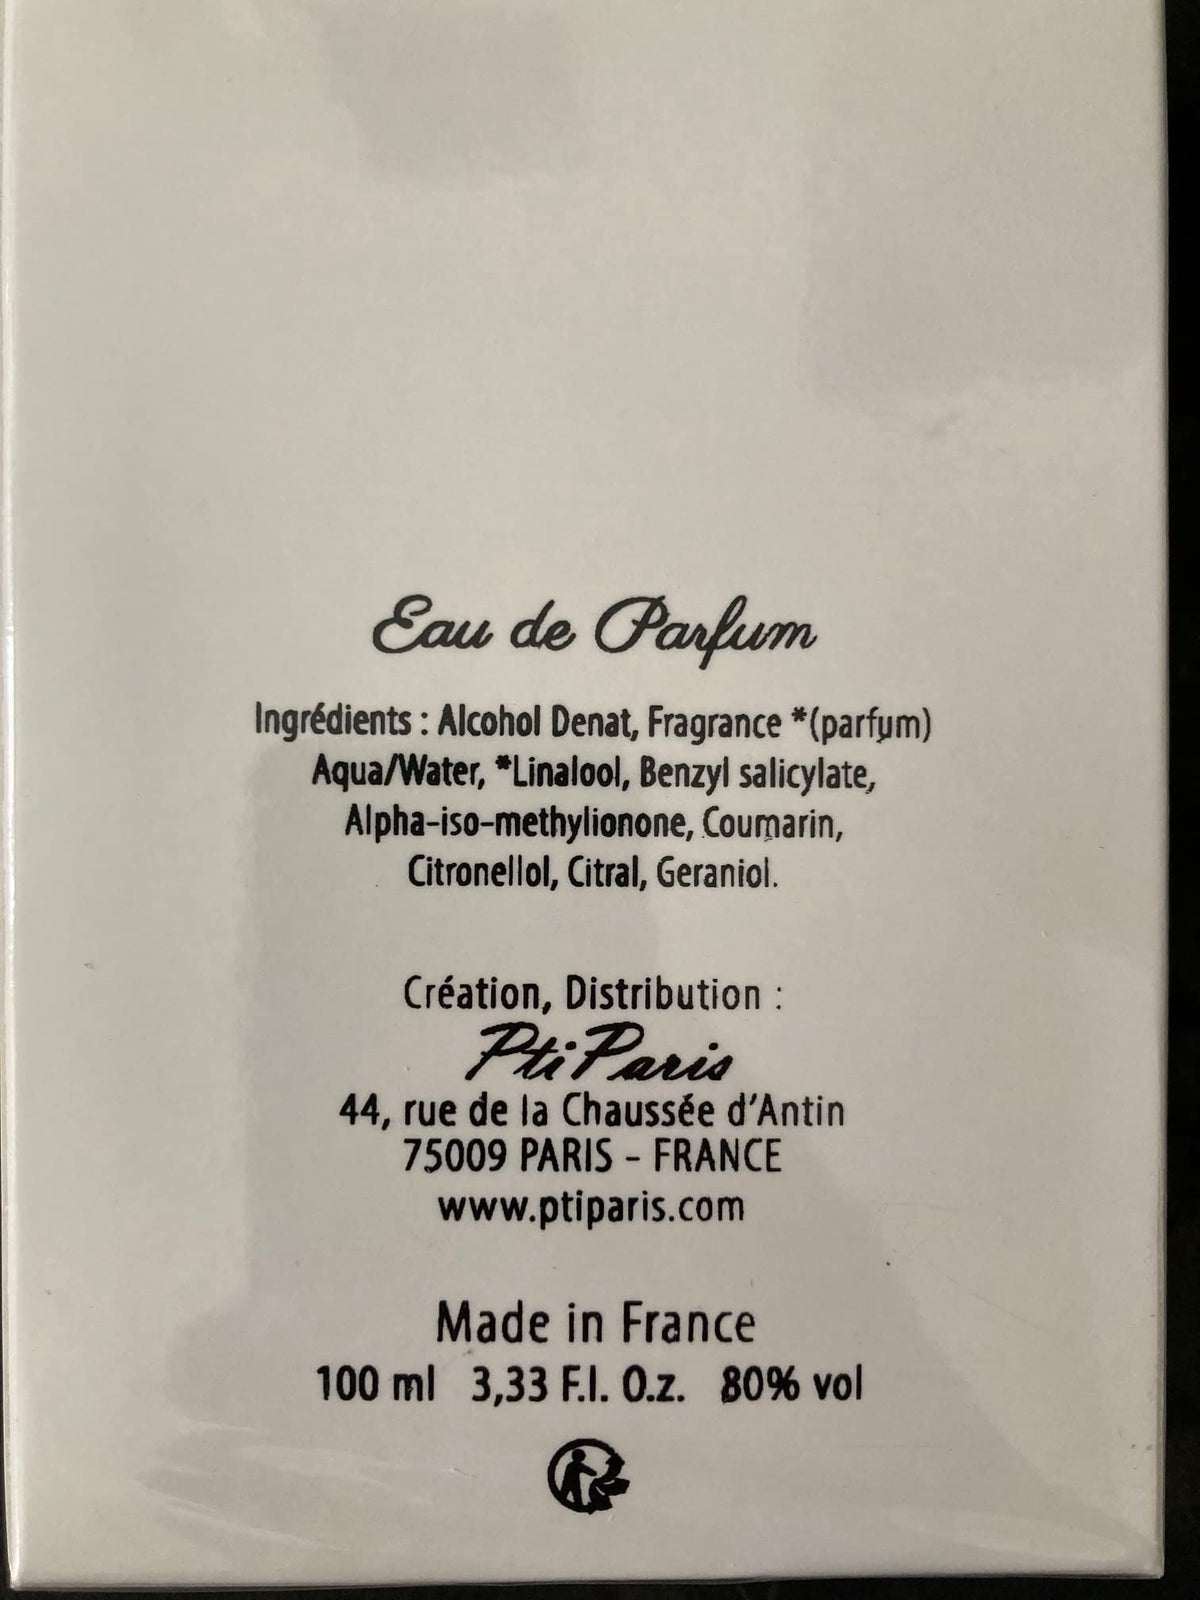 Eau de Parfum
Ingrédients : Alcohol Denat, Fragrance *(parfum)
Aqua/Water, *Linalool, Benzyl salicylate,
Alpha-iso-methylionone, Coumarin,
Citronellol, Citral, Geraniol.
Création, Distribution :
Pti Paris
44, rue de la Chaussée d'Antin
75009 PARIS - FRANCE
www.ptiparis.com
Made in France
100 ml 3,33 F.l. O.z. 80% vol